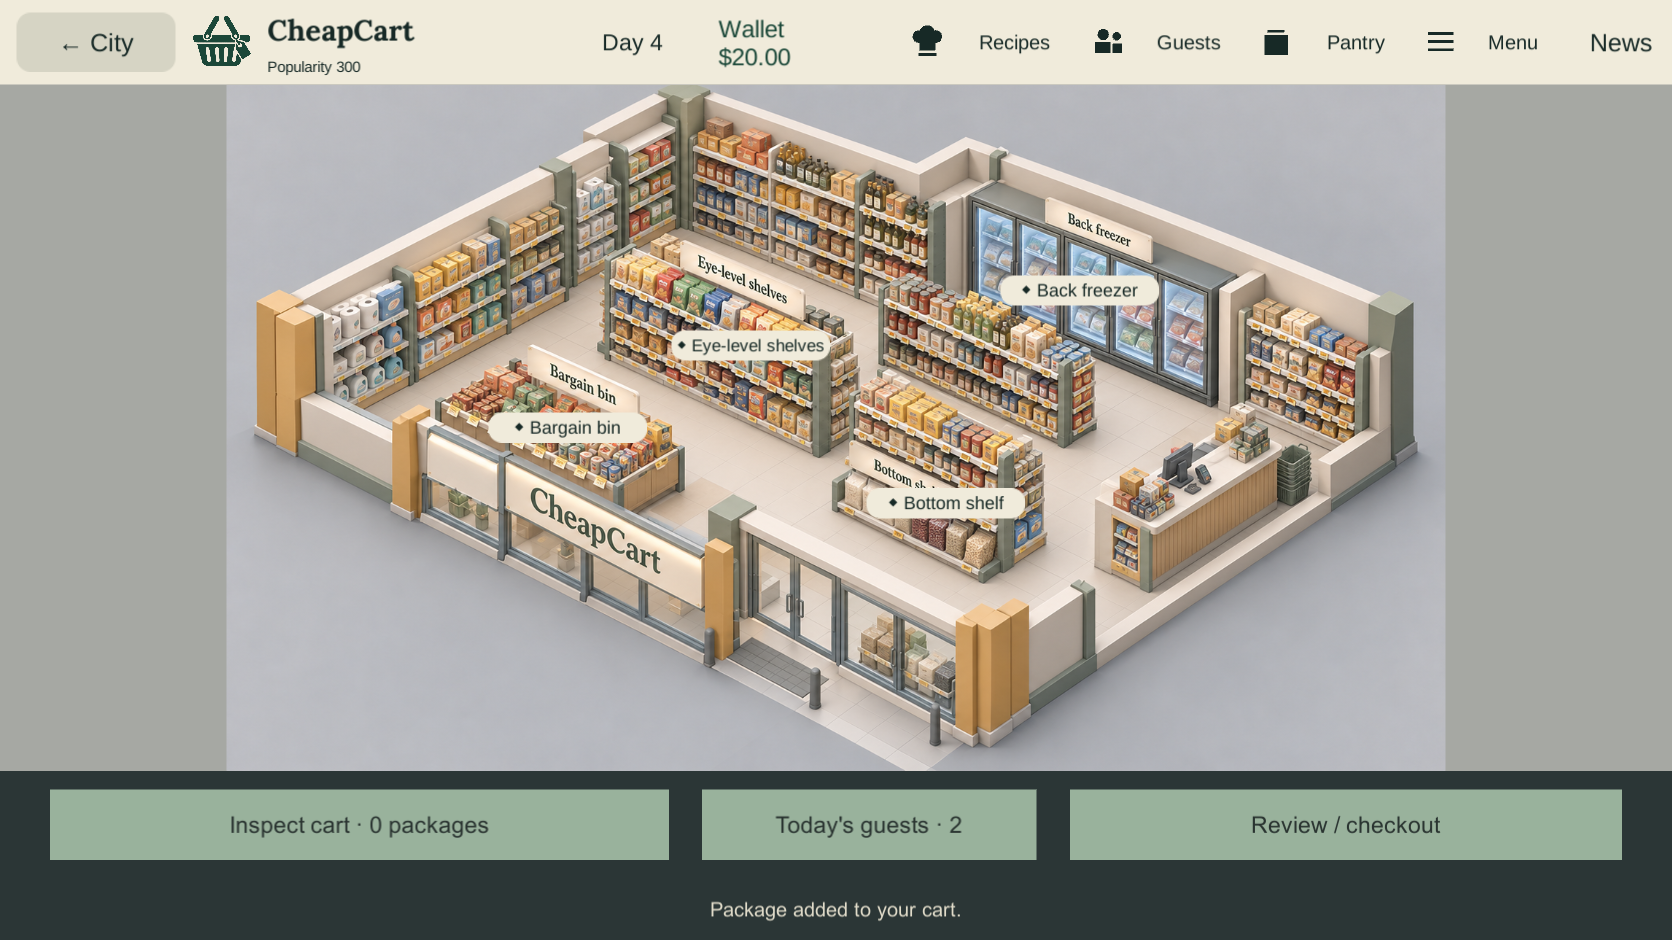 ← City
CheapCart
Popularity 300
Day 4
Wallet
$20.00
Recipes
Guests
Pantry
Menu
News
Back freezer
Eye-level shelves
Back freezer
Eye-level shelves
Bargain bin
Bargain bin
Bottom
Bottom shelf
CheapCart
Inspect cart · 0 packages
Today's guests · 2
Review / checkout
Package added to your cart.